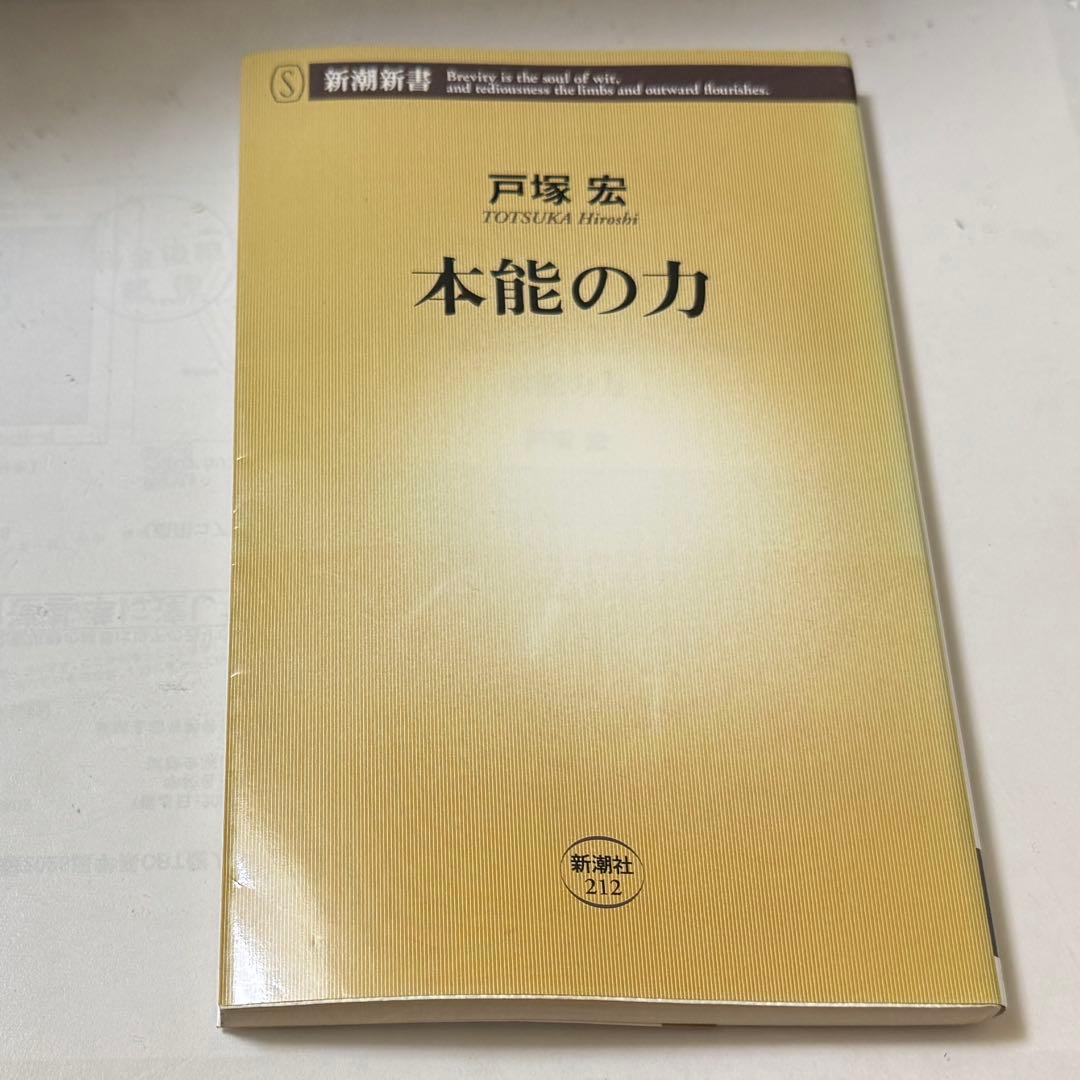 S 新潮新書 Brevity is the soul of wit,
and tediousness the limbs and outward flourishes.
戸塚 宏
TOTSUKA Hiroshi
本能の力
新潮社
212